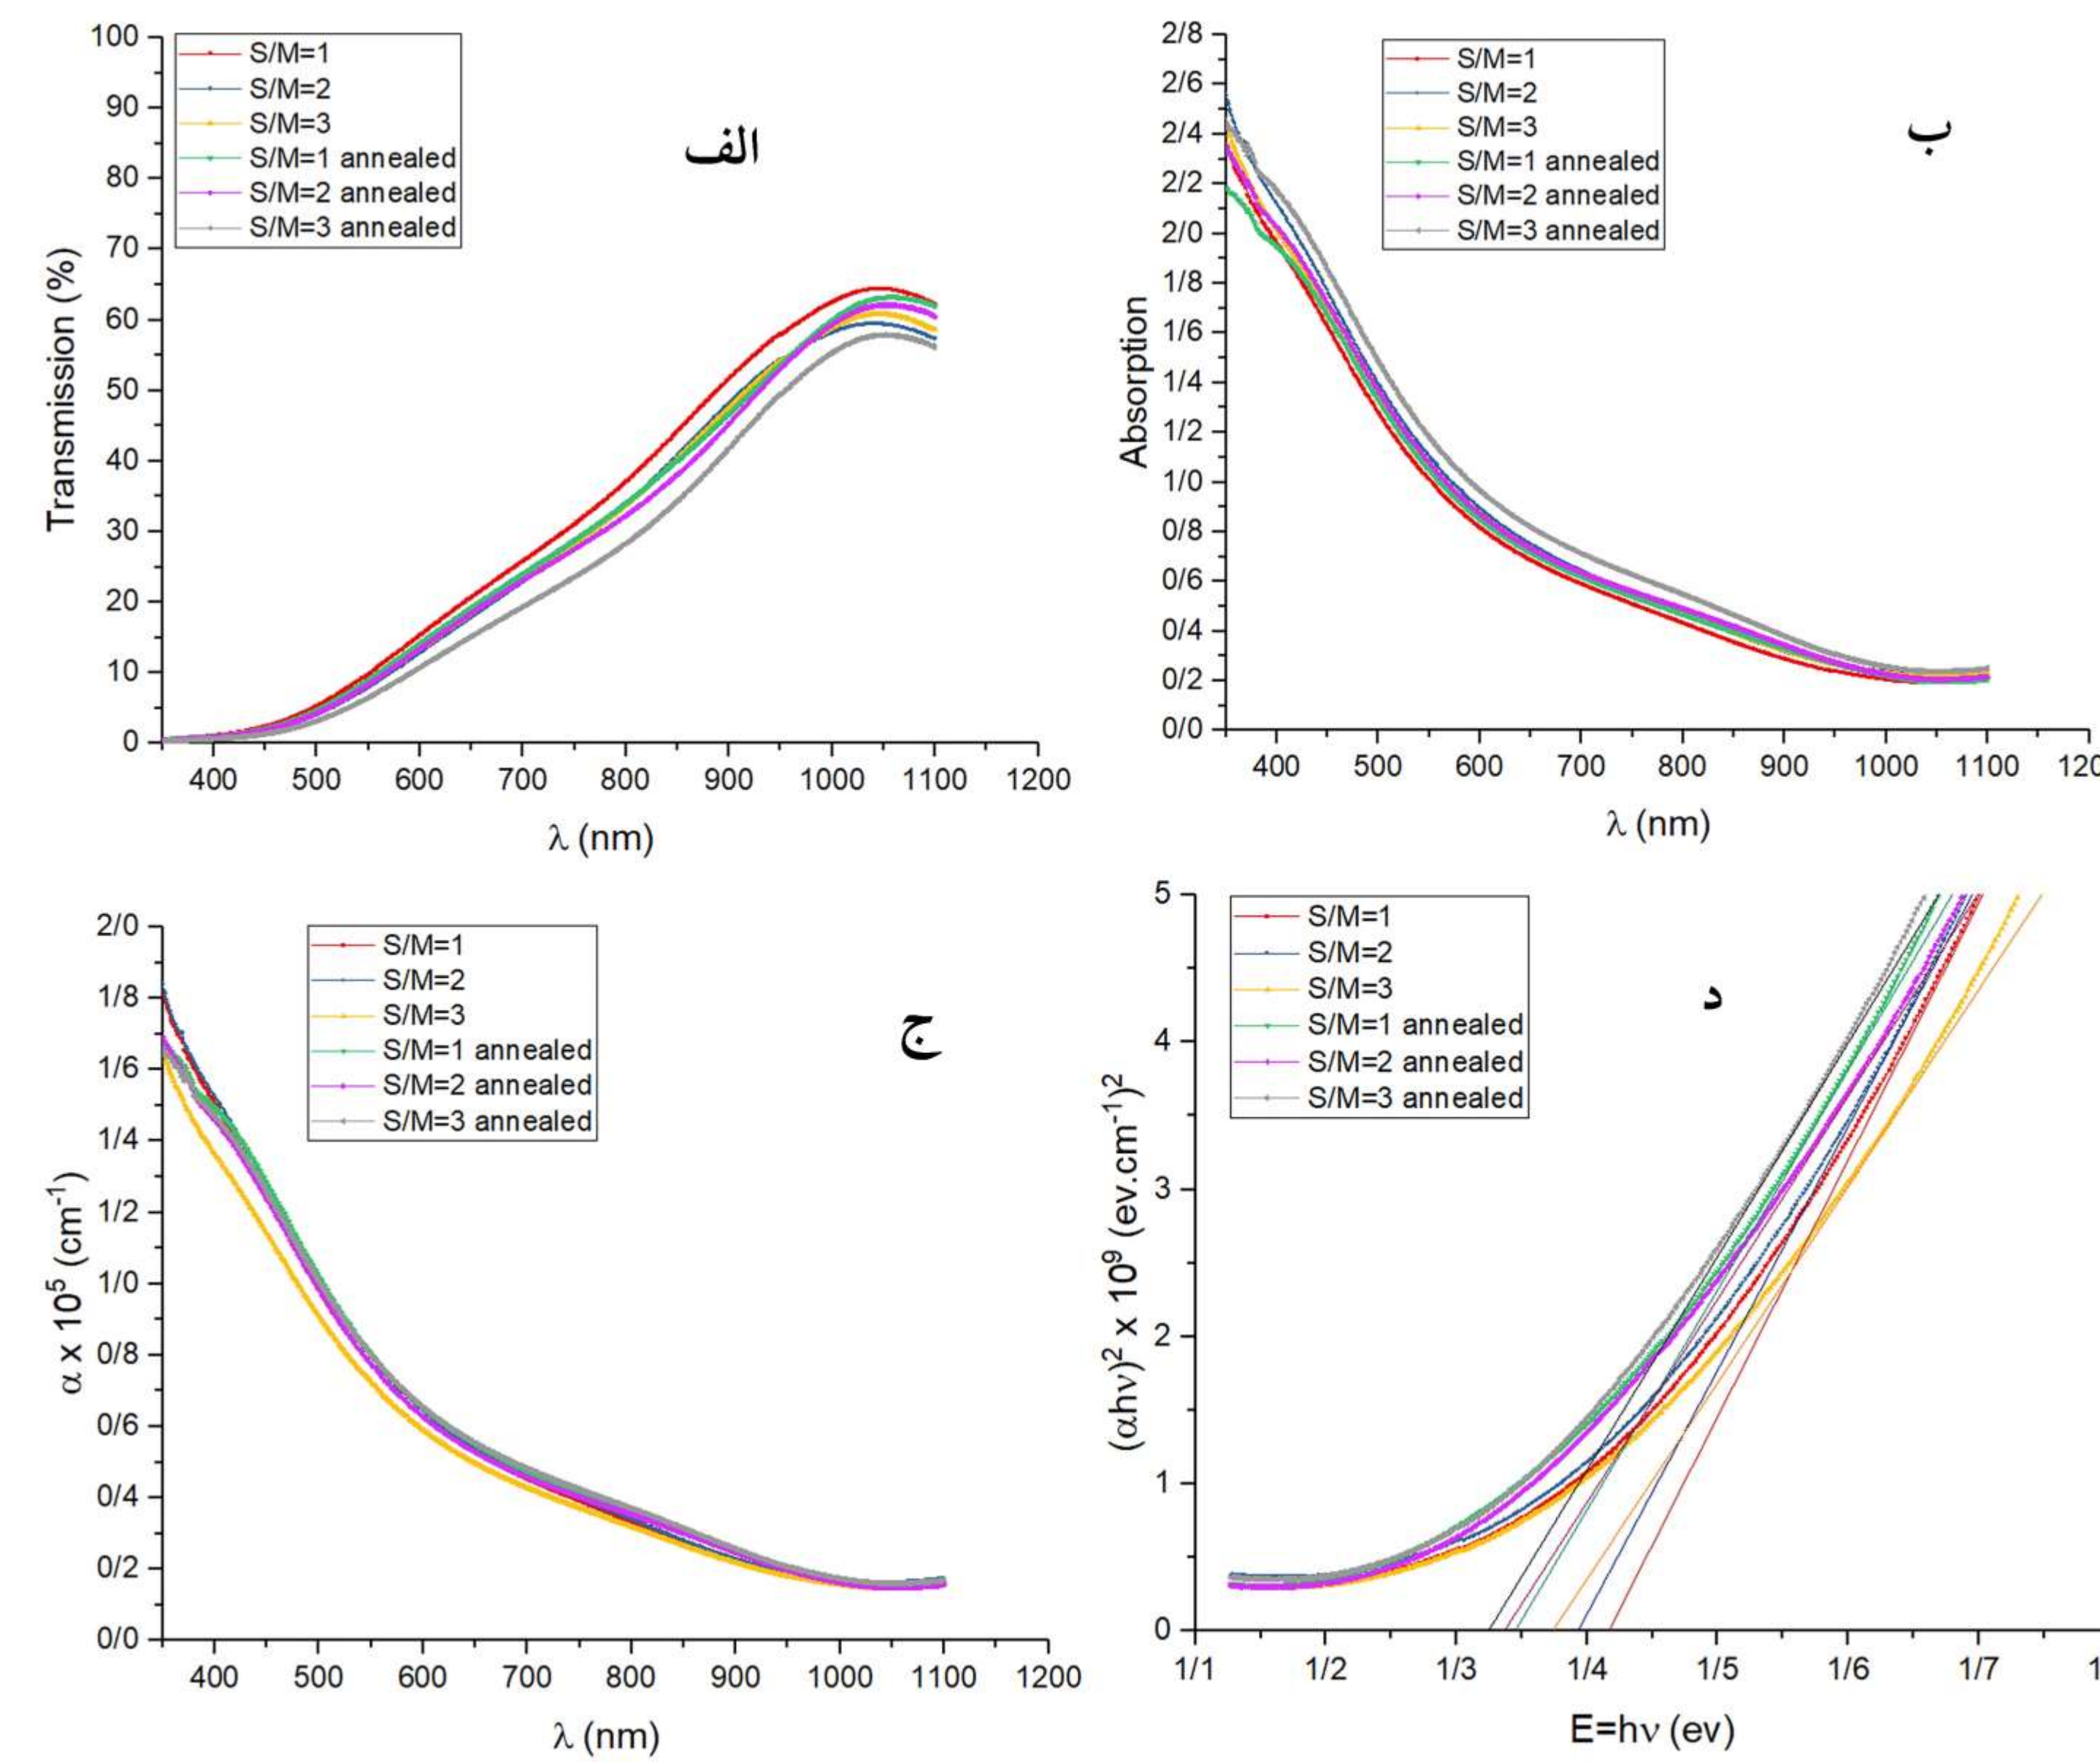 الف
S/M=1
S/M=2
S/M=3
S/M=1 annealed
S/M=2 annealed
S/M=3 annealed
Transmission (%)
100
90
80
70
60
50
40
30
20
10
0
400 500 600 700 800 900 1000 1100 1200
λ (nm)
ب
S/M=1
S/M=2
S/M=3
S/M=1 annealed
S/M=2 annealed
S/M=3 annealed
Absorption
2/8
2/6
2/4
2/2
2/0
1/8
1/6
1/4
1/2
1/0
0/8
0/6
0/4
0/2
0/0
400 500 600 700 800 900 1000 1100
λ (nm)
ج
S/M=1
S/M=2
S/M=3
S/M=1 annealed
S/M=2 annealed
S/M=3 annealed
α x 10⁵ (cm⁻¹)
2/0
1/8
1/6
1/4
1/2
1/0
0/8
0/6
0/4
0/2
0/0
400 500 600 700 800 900 1000 1100 1200
λ (nm)
د
S/M=1
S/M=2
S/M=3
S/M=1 annealed
S/M=2 annealed
S/M=3 annealed
(αhν)² x 10⁹ (ev.cm⁻¹)²
5
4
3
2
1
0
1/1 1/2 1/3 1/4 1/5 1/6 1/7
E=hν (ev)